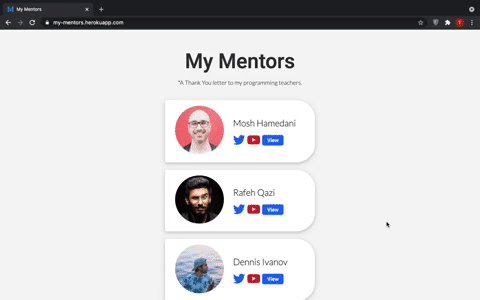 My Mentors
my-mentors.herokuapp.com
T
My Mentors
"A Thank You letter to my programming teachers.
Mosh Hamedani
View
Rafeh Qazi
View
Dennis Ivanov
View